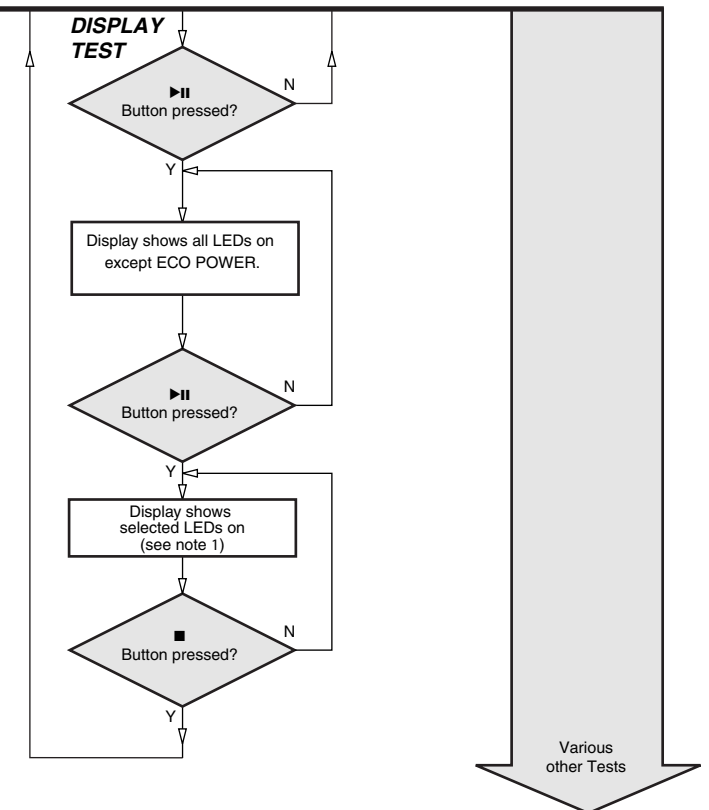 DISPLAY
TEST
▶II
Button pressed?
N
Y
Display shows all LEDs on
except ECO POWER.
▶II
Button pressed?
N
Y
Display shows
selected LEDs on
(see note 1)
■
Button pressed?
N
Y
Various
other Tests